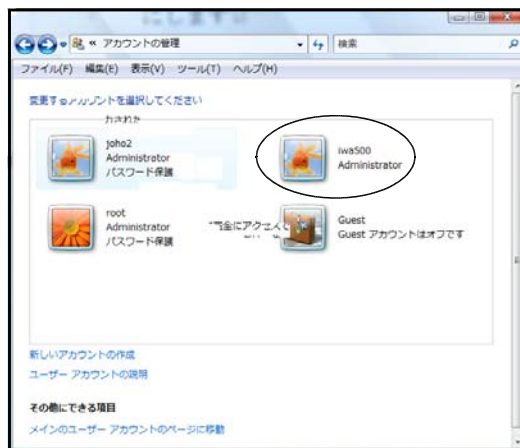 にします
« アカウントの管理
検索
ファイル(F) 編集(E) 表示(V) ツール(T) ヘルプ(H)
変更するアカウントを選択してください
joho2
Administrator
パスワード保護
iwa500
Administrator
root
Administrator
パスワード保護
Guest
Guest アカウントはオフです
新しいアカウントの作成
ユーザー アカウントの説明
その他にできる項目
メインのユーザー アカウントのページに移動